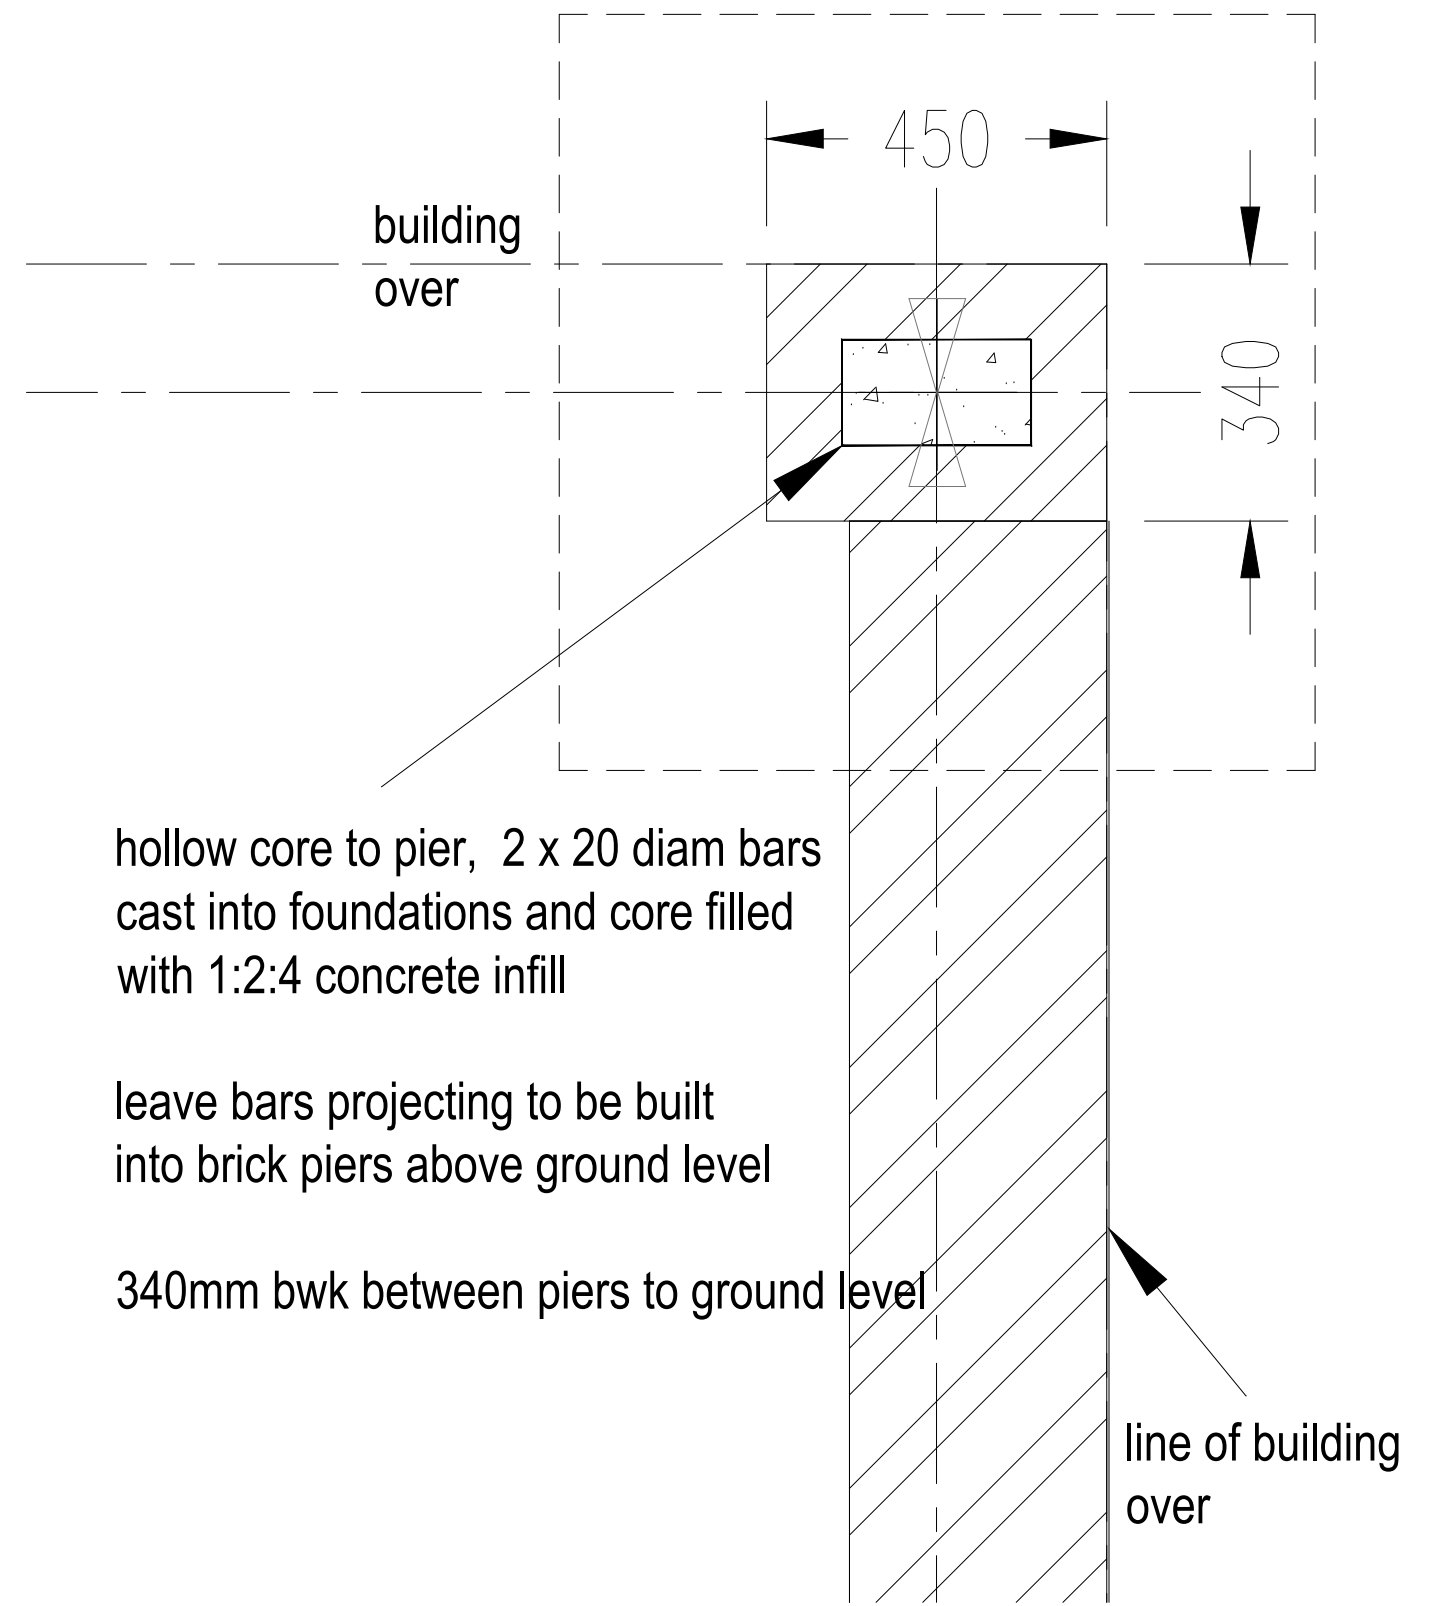 450
building
over
340
hollow core to pier, 2 x 20 diam bars
cast into foundations and core filled
with 1:2:4 concrete infill
leave bars projecting to be built
into brick piers above ground level
340mm bwk between piers to ground level
line of building
over